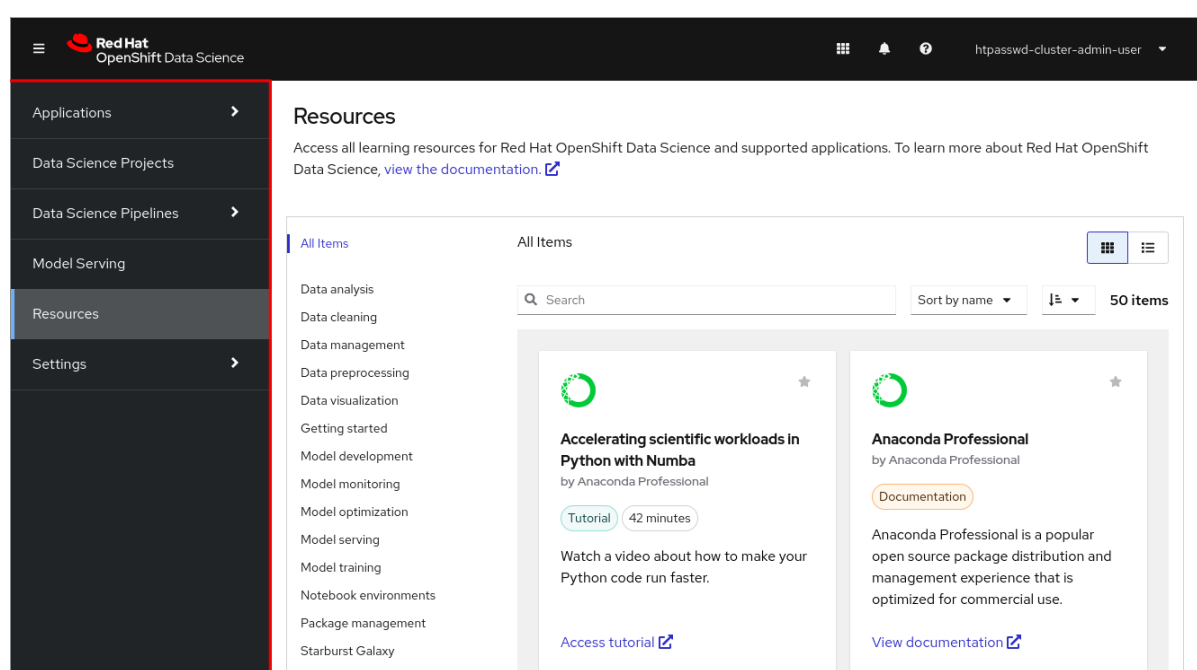 Red Hat
OpenShift Data Science
htpasswd-cluster-admin-user
Applications
Data Science Projects
Data Science Pipelines
Model Serving
Resources
Settings
Resources
Access all learning resources for Red Hat OpenShift Data Science and supported applications. To learn more about Red Hat OpenShift
Data Science, view the documentation.
All Items
Data analysis
Data cleaning
Data management
Data preprocessing
Data visualization
Getting started
Model development
Model monitoring
Model optimization
Model serving
Model training
Notebook environments
Package management
Starburst Galaxy
All Items
Search
Sort by name
50 items
Accelerating scientific workloads in
Python with Numba
by Anaconda Professional
Tutorial
42 minutes
Watch a video about how to make your
Python code run faster.
Access tutorial
Anaconda Professional
by Anaconda Professional
Documentation
Anaconda Professional is a popular
open source package distribution and
management experience that is
optimized for commercial use.
View documentation